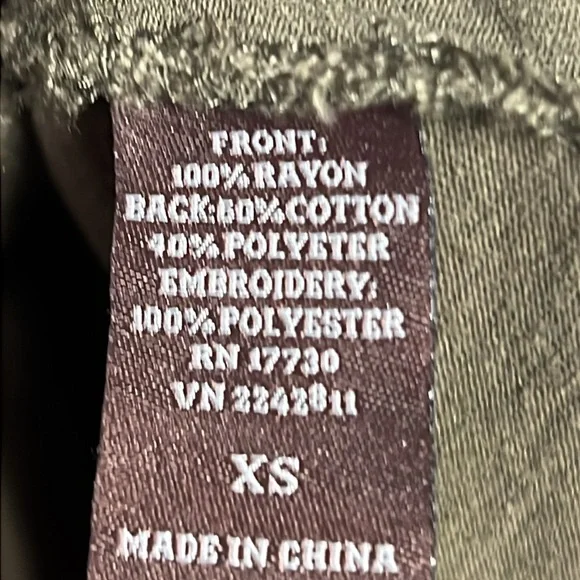 FRONT:
100% RAYON
BACK:60% COTTON
40% POLYETER
EMBROIDERY:
100% POLYESTER
RN 17730
VN 2242811
XS
MADE IN CHINA